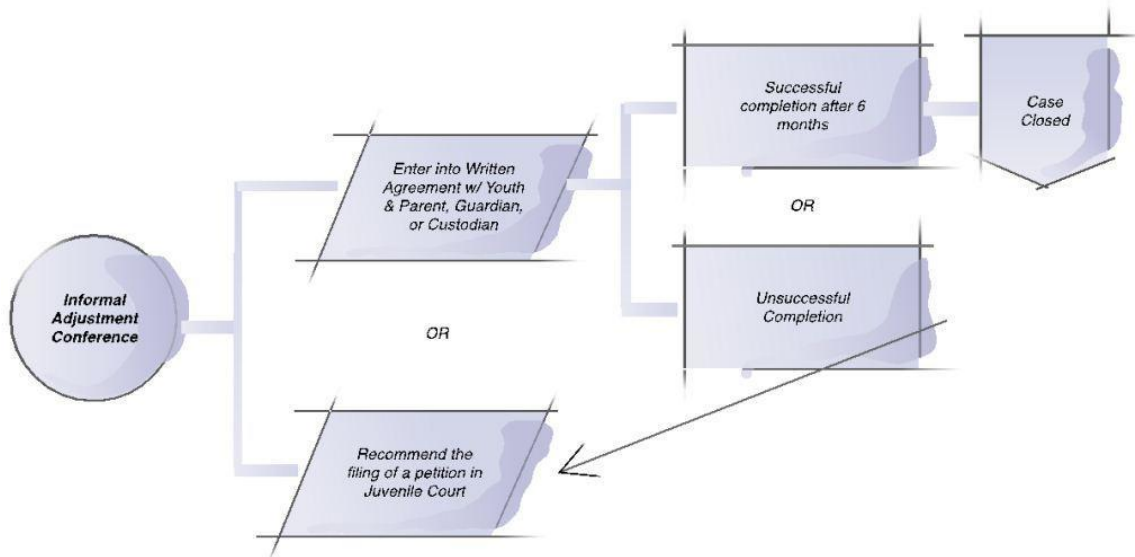 Informal
Adjustment
Conference
Enter into Written
Agreement w/ Youth
& Parent, Guardian,
or Custodian
OR
Recommend the
filing of a petition in
Juvenile Court
Successful
completion after 6
months
OR
Unsuccessful
Completion
Case
Closed